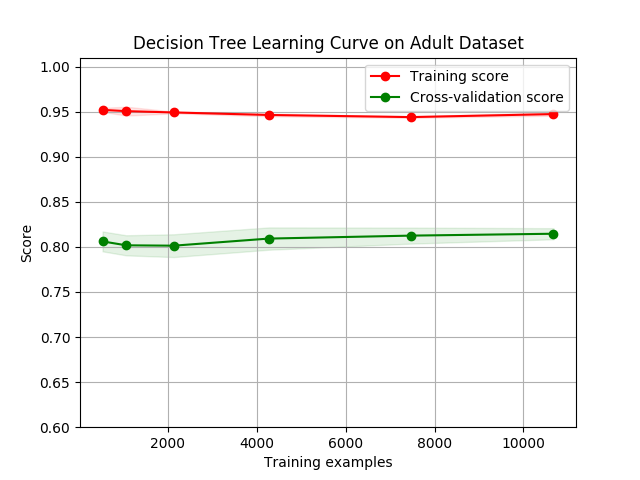 Decision Tree Learning Curve on Adult Dataset
1.00
0.95
0.90
0.85
0.80
0.75
0.70
0.65
0.60
Score
Training score
Cross-validation score
2000 4000 6000 8000 10000
Training examples